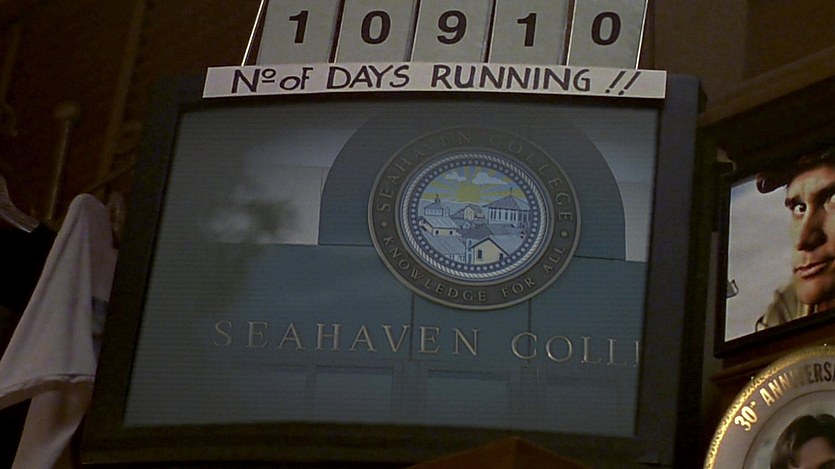 10910
Nº OF DAYS RUNNING!!
SEAHAVEN COLLEGE
KNOWLEDGE FOR ALL
SEAHAVEN COLL
30TH ANNIVERSA